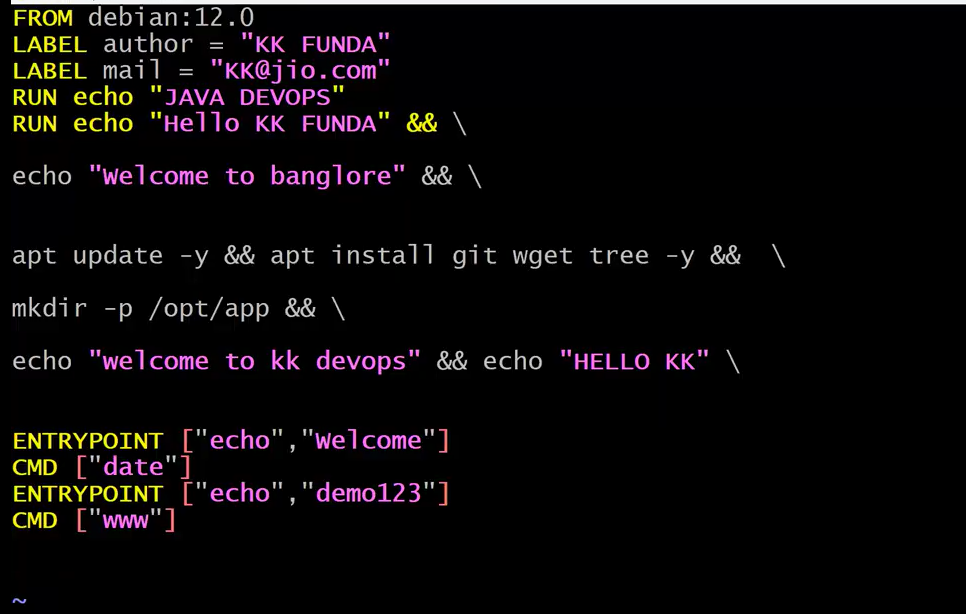 FROM debian:12.0
LABEL author = "KK FUNDA"
LABEL mail = "KK@jio.com"
RUN echo "JAVA DEVOPS"
RUN echo "Hello KK FUNDA" && \
echo "Welcome to banglore" && \
apt update -y && apt install git wget tree -y &&  \
mkdir -p /opt/app && \
echo "welcome to kk devops" && echo "HELLO KK" \
ENTRYPOINT ["echo","Welcome"]
CMD ["date"]
ENTRYPOINT ["echo","demo123"]
CMD ["www"]
~